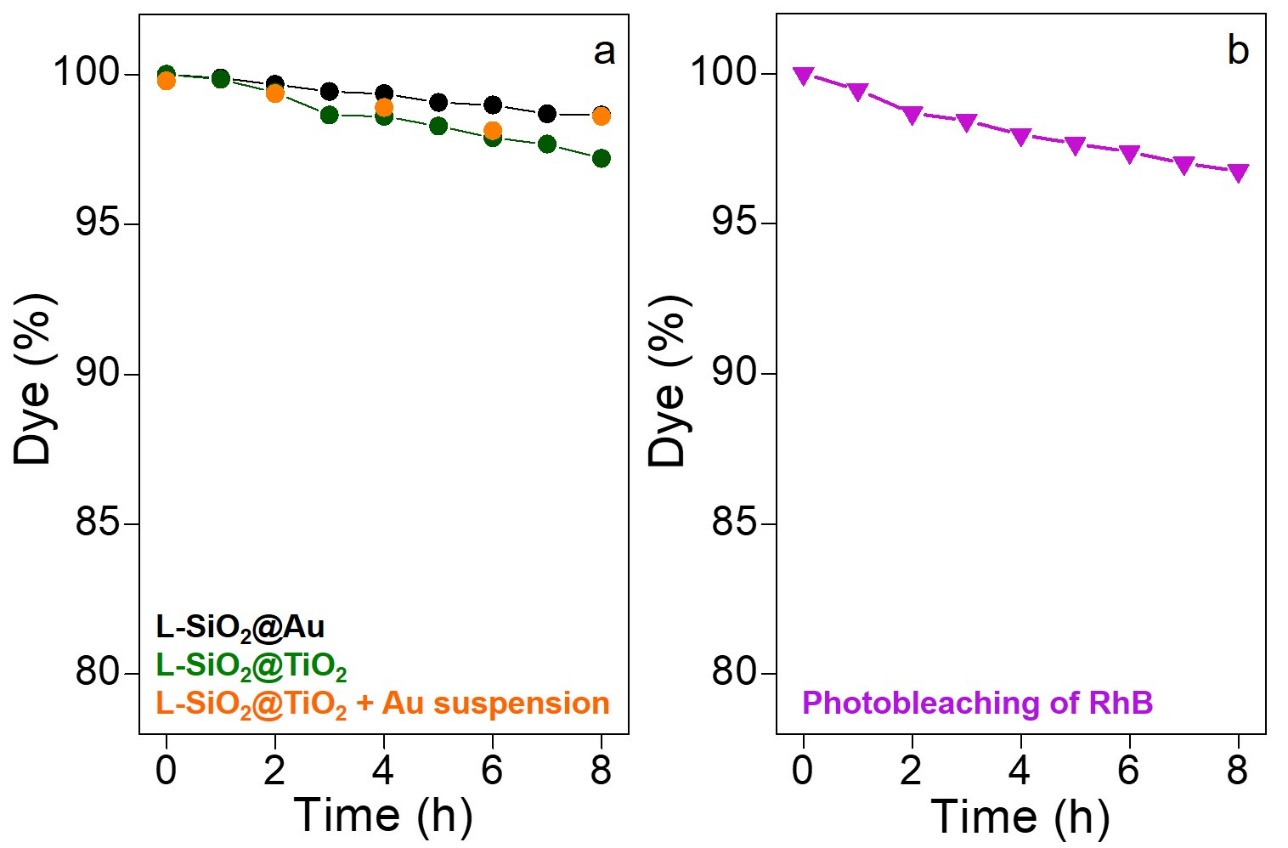 a
100
95
90
85
80
Dye (%)
L-SiO₂@Au
L-SiO₂@TiO₂
L-SiO₂@TiO₂ + Au suspension
0 2 4 6 8
Time (h)
b
100
95
90
85
80
Dye (%)
Photobleaching of RhB
0 2 4 6 8
Time (h)